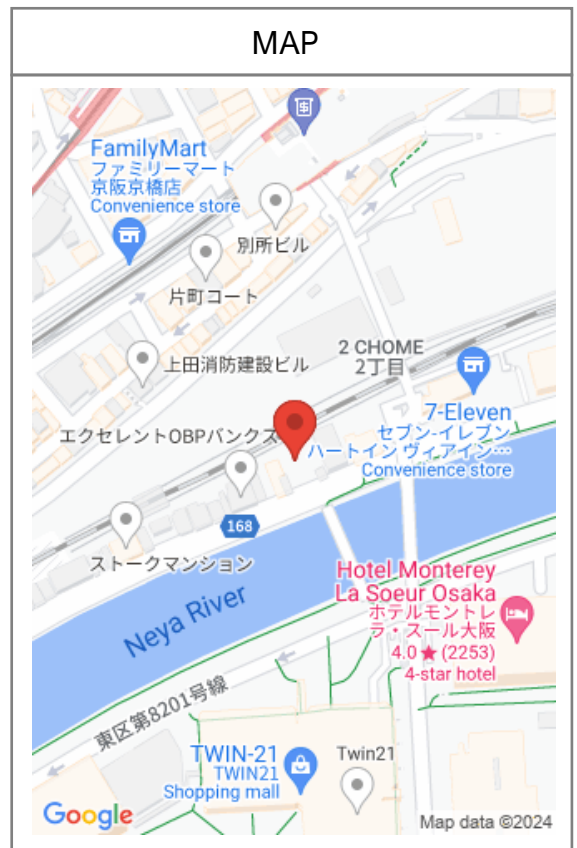 MAP
FamilyMart
ファミリーマート
京阪京橋店
Convenience store
別所ビル
片町コート
2 CHOME
2丁目
上田消防建設ビル
7-Eleven
セブン-イレブン
ハートイン ヴィアイン…
Convenience store
エクセレントOBPバンクス
168
ストークマンション
Hotel Monterey
La Soeur Osaka
ホテルモントレ
ラ・スール大阪
4.0★(2253)
4-star hotel
Neya River
東区第8201号線
TWIN-21
TWIN21
Shopping mall
Twin21
Google
Map data ©2024